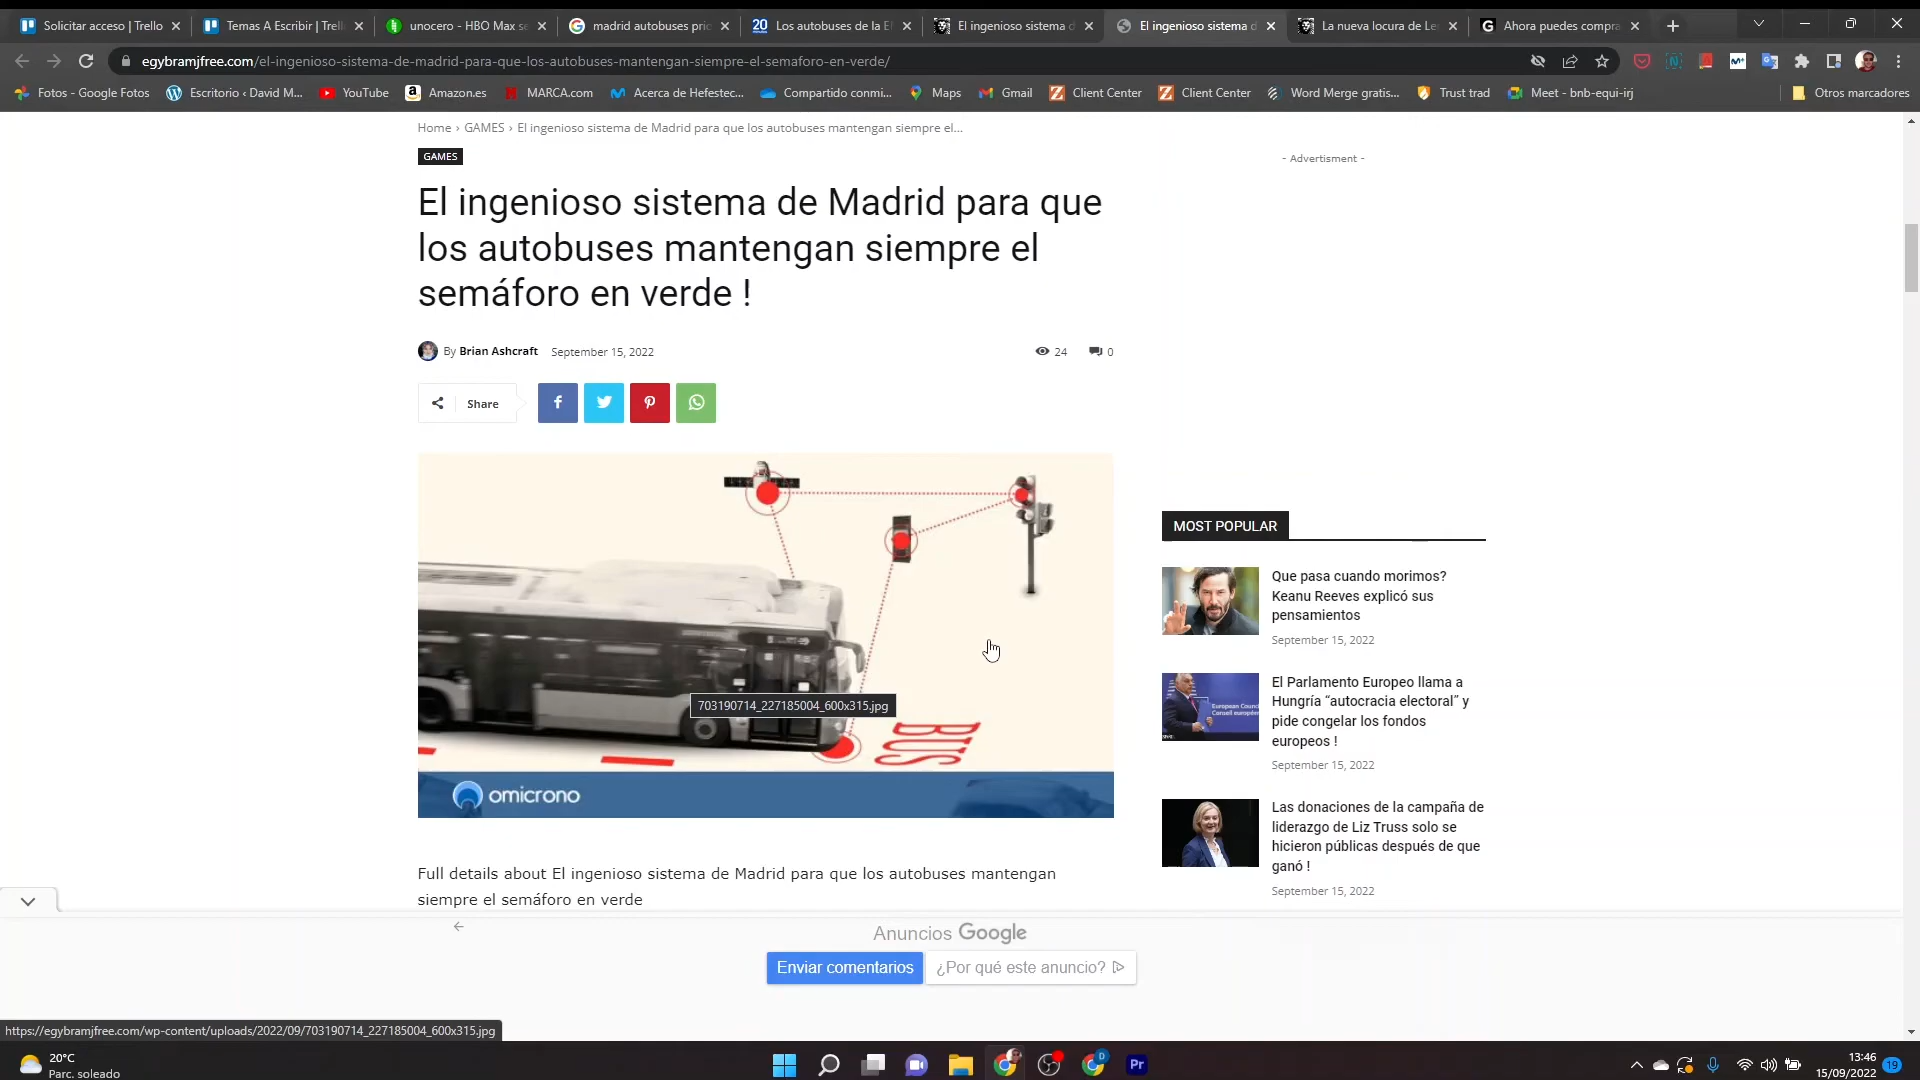 Solicitar acceso | Trello
Temas A Escribir | Trell
unocero - HBO Max se
madrid autobuses prio
Los autobuses de la EM
El ingenioso sistema d
El ingenioso sistema d
La nueva locura de Le
Ahora puedes compra
egybramjfree.com/el-ingenioso-sistema-de-madrid-para-que-los-autobuses-mantengan-siempre-el-semaforo-en-verde/
Fotos - Google Fotos
Escritorio ‹ David M...
YouTube
Amazon.es
MARCA.com
Acerca de Hefestec...
Compartido conmi...
Maps
Gmail
Client Center
Client Center
Word Merge gratis...
Trust trad
Meet - bnb-equi-irj
Otros marcadores
Home › GAMES › El ingenioso sistema de Madrid para que los autobuses mantengan siempre el...
GAMES
El ingenioso sistema de Madrid para que
los autobuses mantengan siempre el
semáforo en verde !
By Brian Ashcraft September 15, 2022
24
0
Share
BUS
703190714_227185004_600x315.jpg
omicrono
Full details about El ingenioso sistema de Madrid para que los autobuses mantengan
siempre el semáforo en verde
- Advertisment -
MOST POPULAR
Que pasa cuando morimos?
Keanu Reeves explicó sus
pensamientos
September 15, 2022
European Counci
Conseil européen
El Parlamento Europeo llama a
Hungría “autocracia electoral” y
pide congelar los fondos
europeos !
September 15, 2022
Las donaciones de la campaña de
liderazgo de Liz Truss solo se
hicieron públicas después de que
ganó !
September 15, 2022
Anuncios Google
Enviar comentarios
¿Por qué este anuncio?
https://egybramjfree.com/wp-content/uploads/2022/09/703190714_227185004_600x315.jpg
20°C
Parc. soleado
Pr
13:46
15/09/2022
19